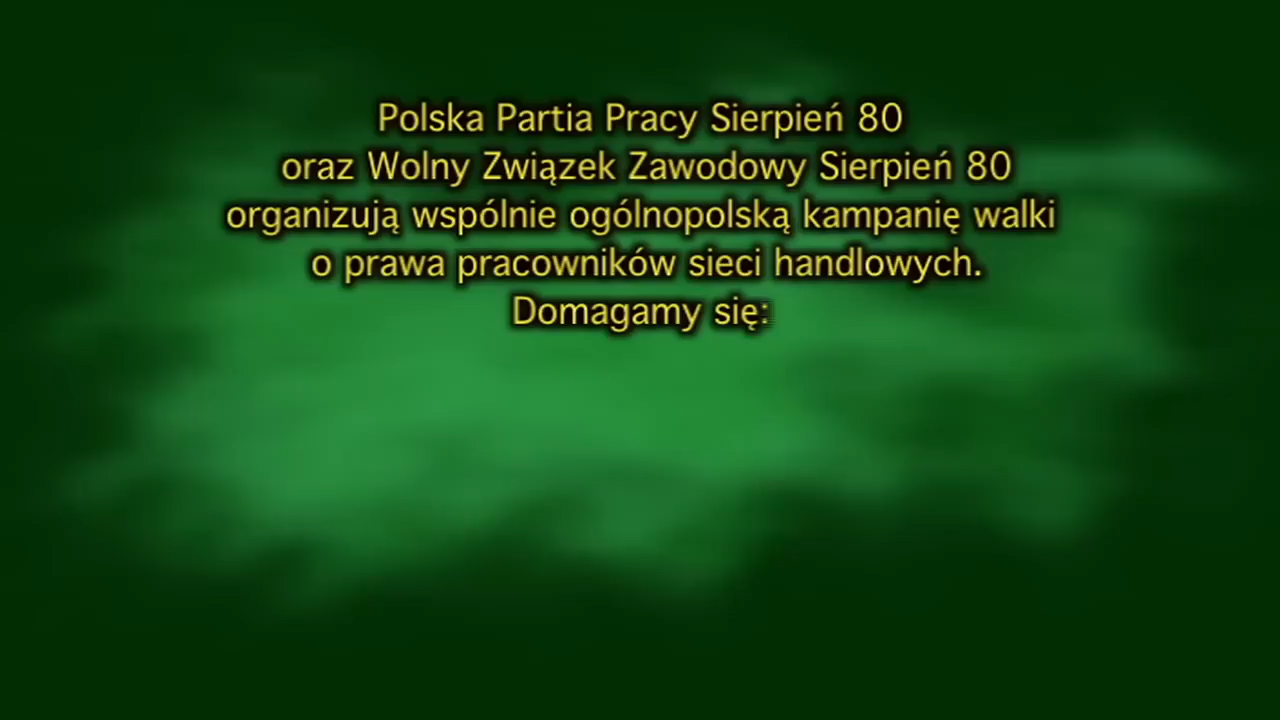 Polska Partia Pracy Sierpień 80
oraz Wolny Związek Zawodowy Sierpień 80
organizują wspólnie ogólnopolską kampanię walki
o prawa pracowników sieci handlowych.
Domagamy się: